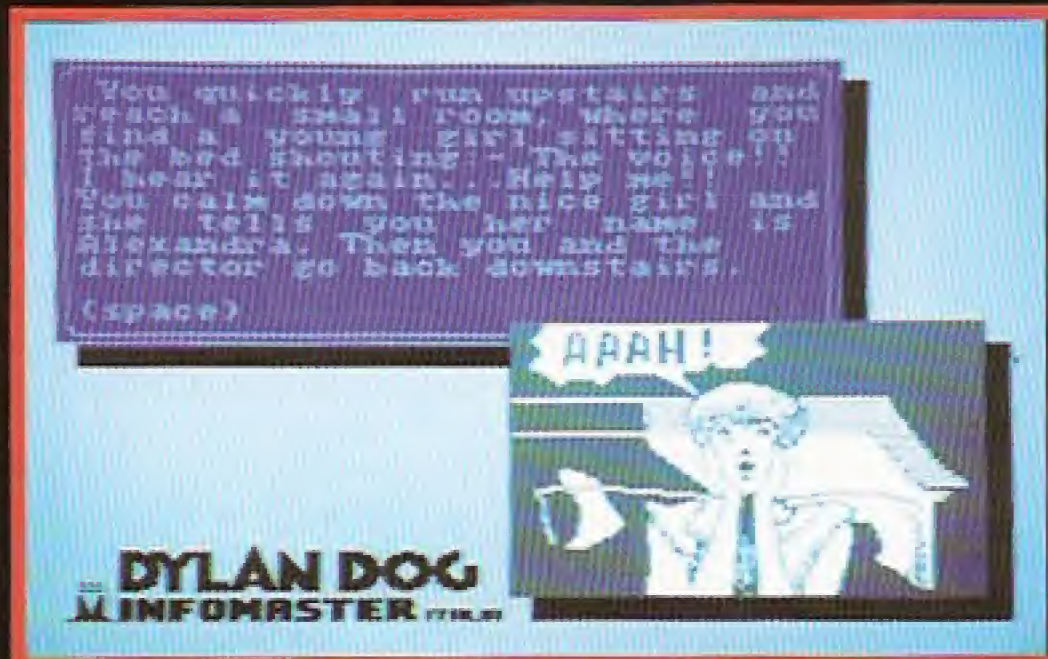 You quickly run upstairs and
reach a small room, where you
find a young girl sitting on
the bed shouting:- The voice!!
I hear it again...Help me!!
You calm down the nice girl and
she tells you her name is
Alexandra. Then you and the
director go back downstairs.
(space)
AAAH!
DYLAN DOG
INFOMASTER